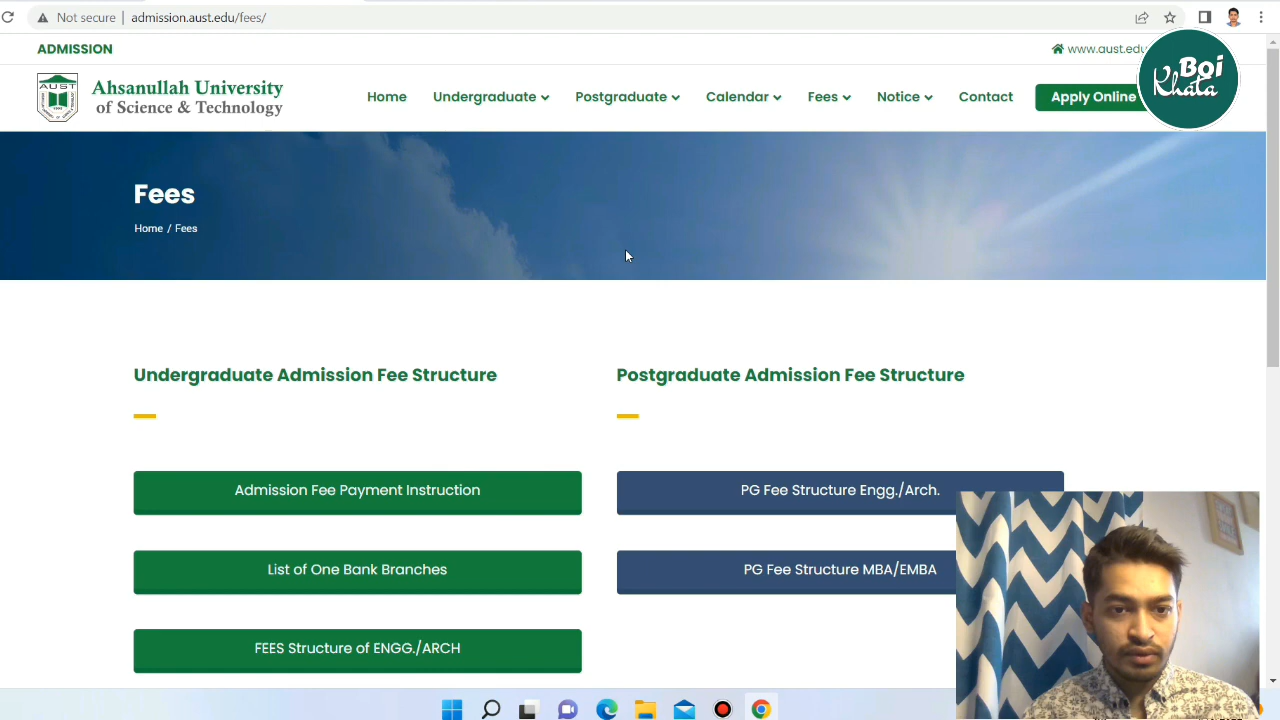 Not secure | admission.aust.edu/fees/
ADMISSION
www.aust.edu
Boi
Khata
AUST
Ahsanullah University
of Science & Technology
Home
Undergraduate
Postgraduate
Calendar
Fees
Notice
Contact
Apply Online
Fees
Home / Fees
Undergraduate Admission Fee Structure
Postgraduate Admission Fee Structure
Admission Fee Payment Instruction
PG Fee Structure Engg./Arch.
List of One Bank Branches
PG Fee Structure MBA/EMBA
FEES Structure of ENGG./ARCH